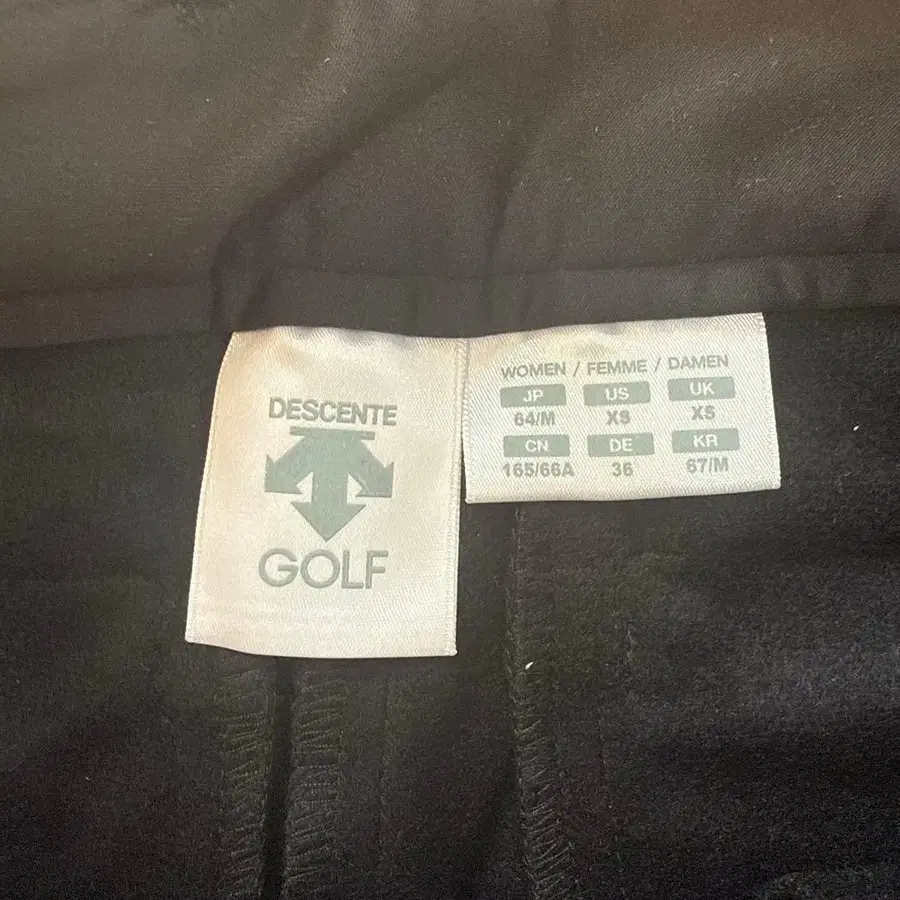 DESCENTE
GOLF
WOMEN / FEMME / DAMEN
JP US UK
64/M XS XS
CN DE KR
165/66A 36 67/M